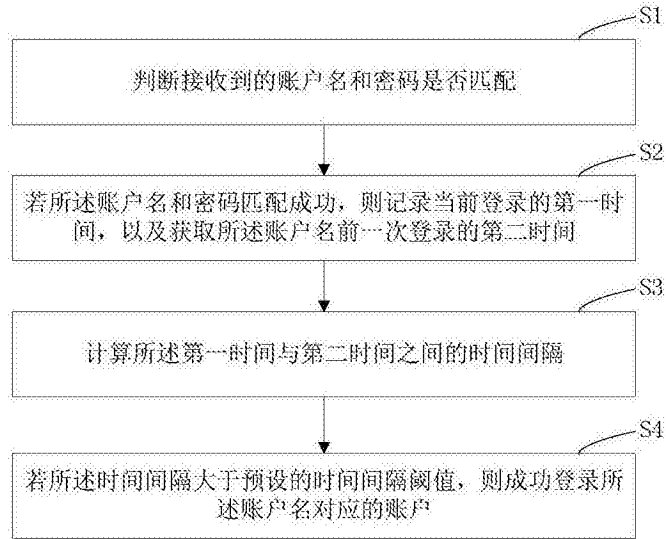 S1
判断接收到的账户名和密码是否匹配
S2
若所述账户名和密码匹配成功，则记录当前登录的第一时
间，以及获取所述账户名前一次登录的第二时间
S3
计算所述第一时间与第二时间之间的时间间隔
S4
若所述时间间隔大于预设的时间间隔阈值，则成功登录所
述账户名对应的账户